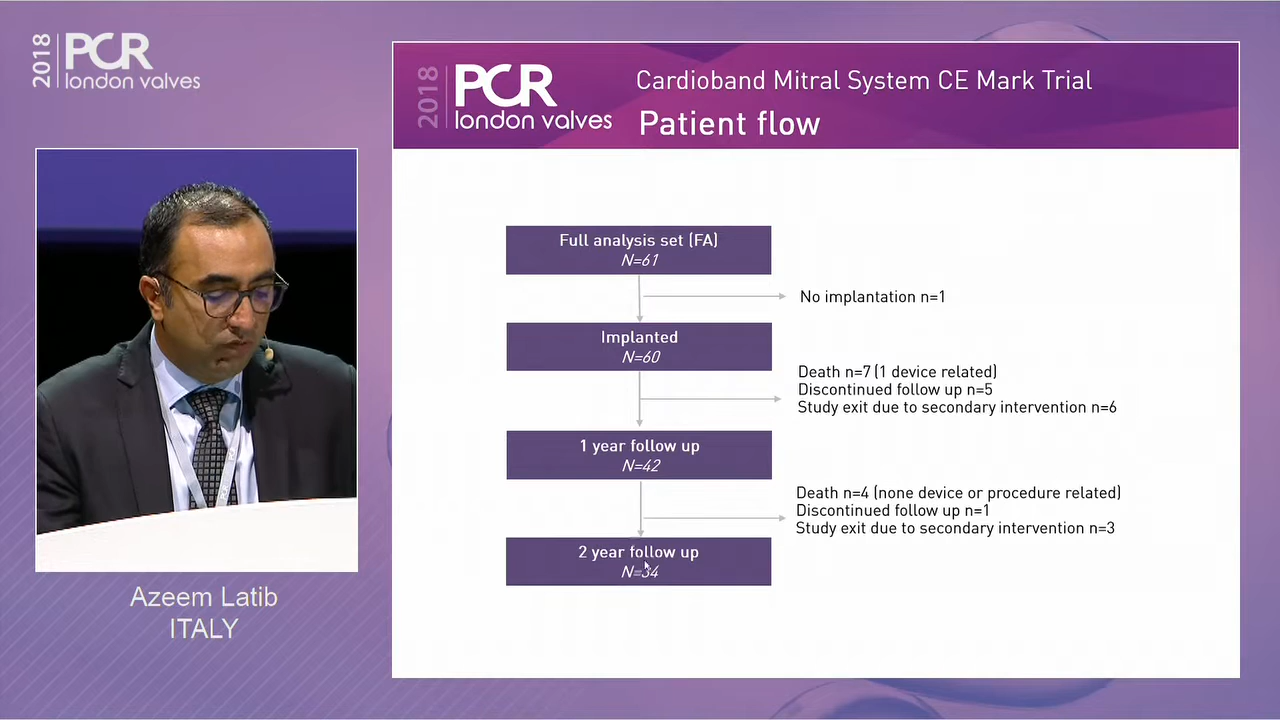 2018 PCR
london valves
2018 PCR
london valves
Cardioband Mitral System CE Mark Trial
Patient flow
Full analysis set (FA)
N=61
No implantation n=1
Implanted
N=60
Death n=7 (1 device related)
Discontinued follow up n=5
Study exit due to secondary intervention n=6
1 year follow up
N=42
Death n=4 (none device or procedure related)
Discontinued follow up n=1
Study exit due to secondary intervention n=3
2 year follow up
N=34
Azeem Latib
ITALY